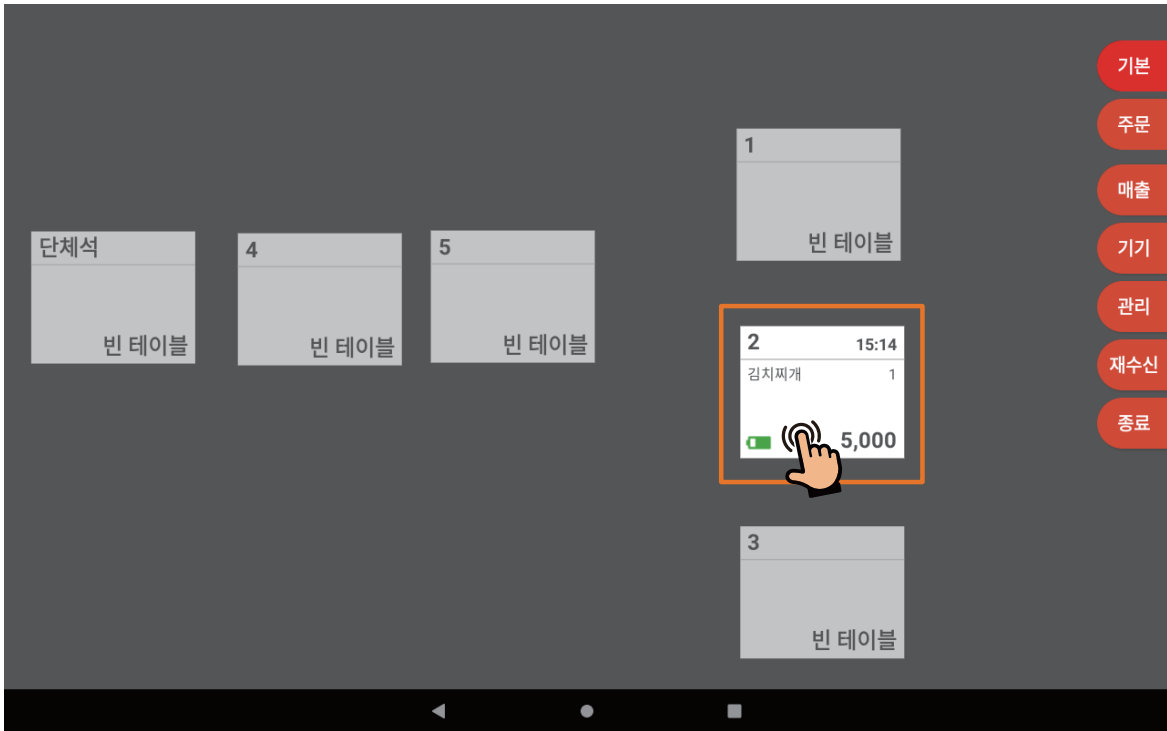 단체석
빈 테이블
4
빈 테이블
5
빈 테이블
1
빈 테이블
2 15:14
김치찌개 1
5,000
3
빈 테이블
기본
주문
매출
기기
관리
재수신
종료